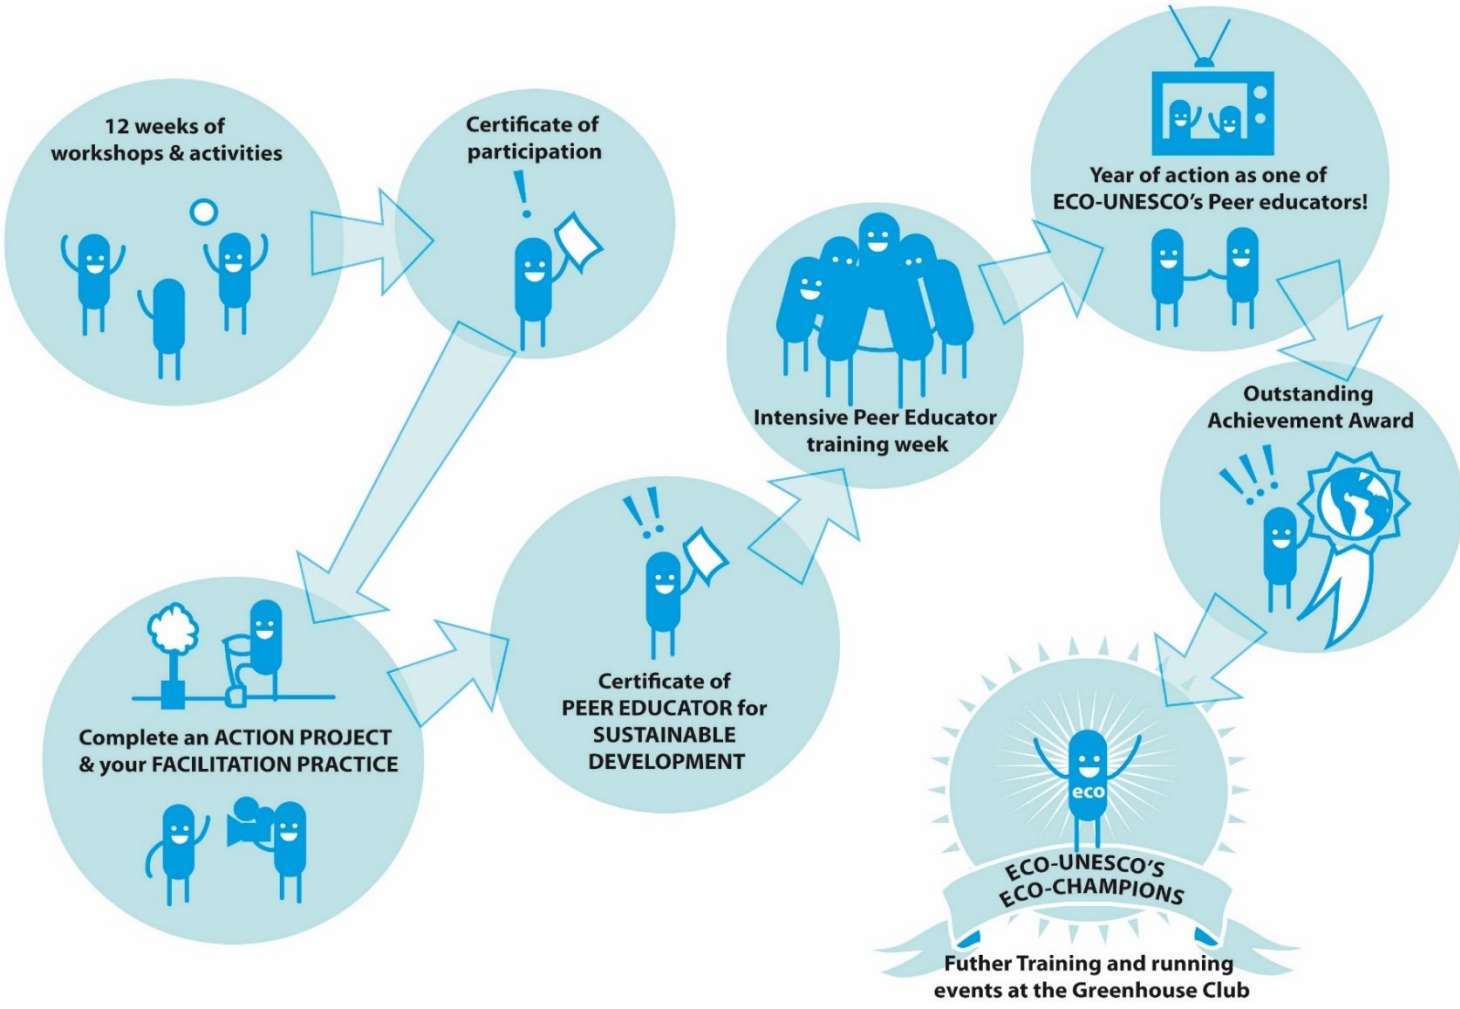 12 weeks of
workshops & activities
Certificate of
participation
Complete an ACTION PROJECT
& your FACILITATION PRACTICE
Certificate of
PEER EDUCATOR for
SUSTAINABLE
DEVELOPMENT
Intensive Peer Educator
training week
Year of action as one of
ECO-UNESCO’s Peer educators!
Outstanding
Achievement Award
eco
ECO-UNESCO’S
ECO-CHAMPIONS
Futher Training and running
events at the Greenhouse Club